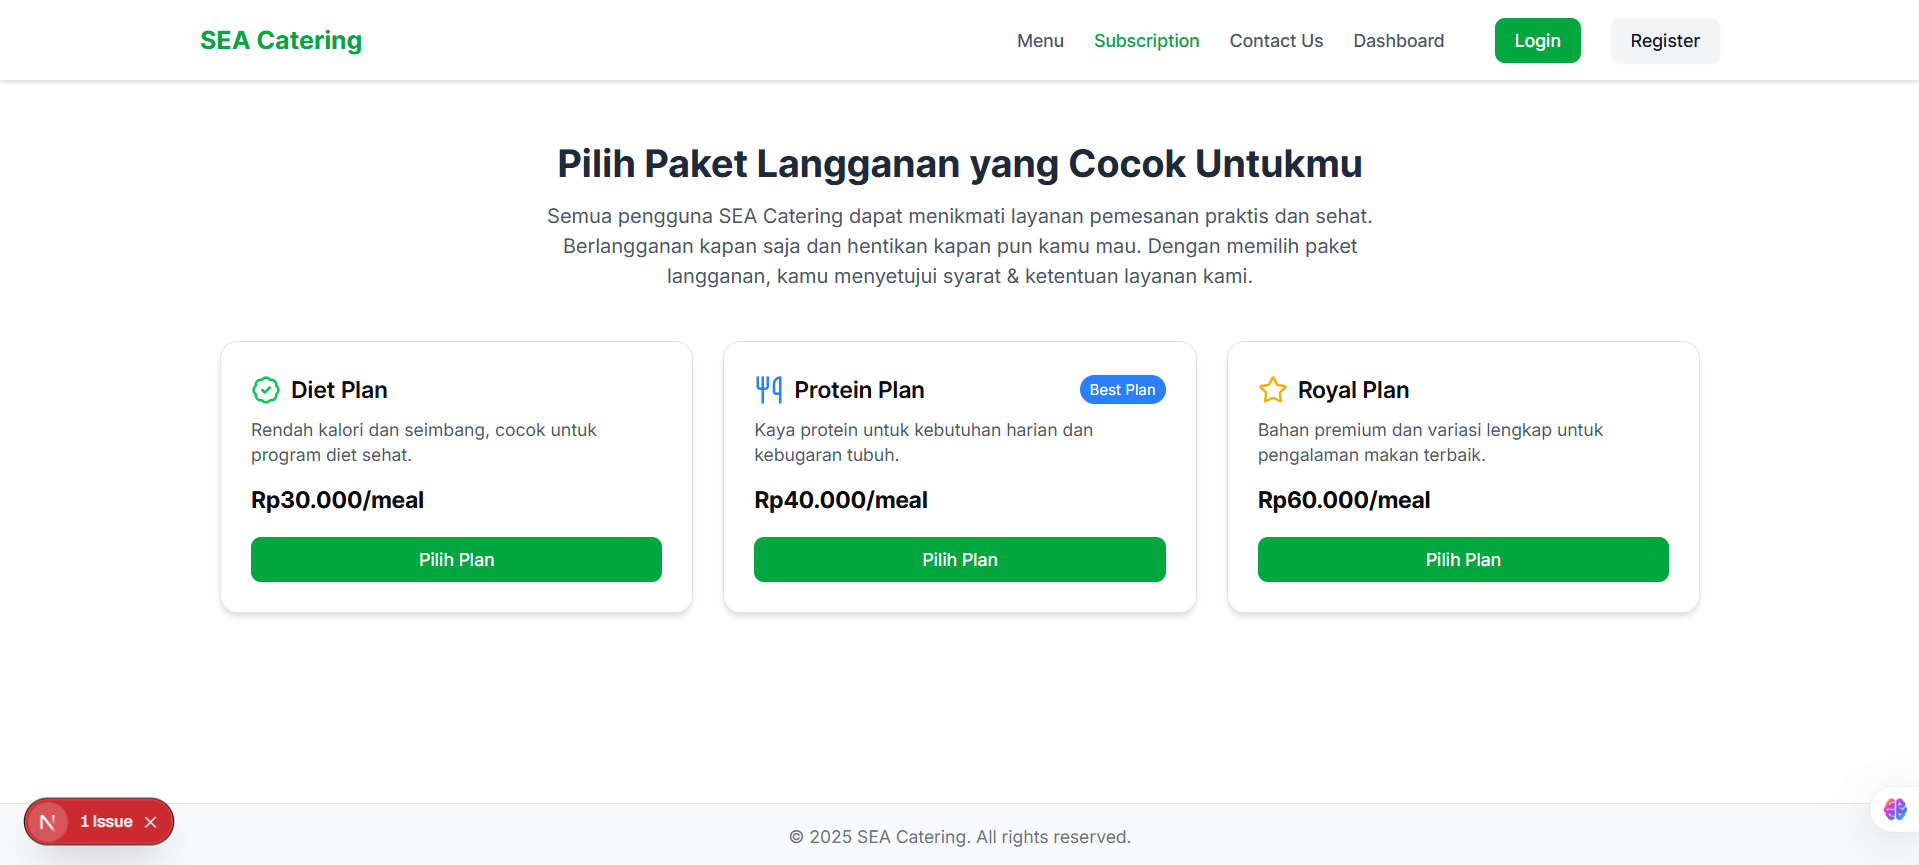 SEA Catering
Menu
Subscription
Contact Us
Dashboard
Login
Register
Pilih Paket Langganan yang Cocok Untukmu
Semua pengguna SEA Catering dapat menikmati layanan pemesanan praktis dan sehat.
Berlangganan kapan saja dan hentikan kapan pun kamu mau. Dengan memilih paket
langganan, kamu menyetujui syarat & ketentuan layanan kami.
Diet Plan
Rendah kalori dan seimbang, cocok untuk
program diet sehat.
Rp30.000/meal
Pilih Plan
Protein Plan
Best Plan
Kaya protein untuk kebutuhan harian dan
kebugaran tubuh.
Rp40.000/meal
Pilih Plan
Royal Plan
Bahan premium dan variasi lengkap untuk
pengalaman makan terbaik.
Rp60.000/meal
Pilih Plan
N 1 Issue
© 2025 SEA Catering. All rights reserved.